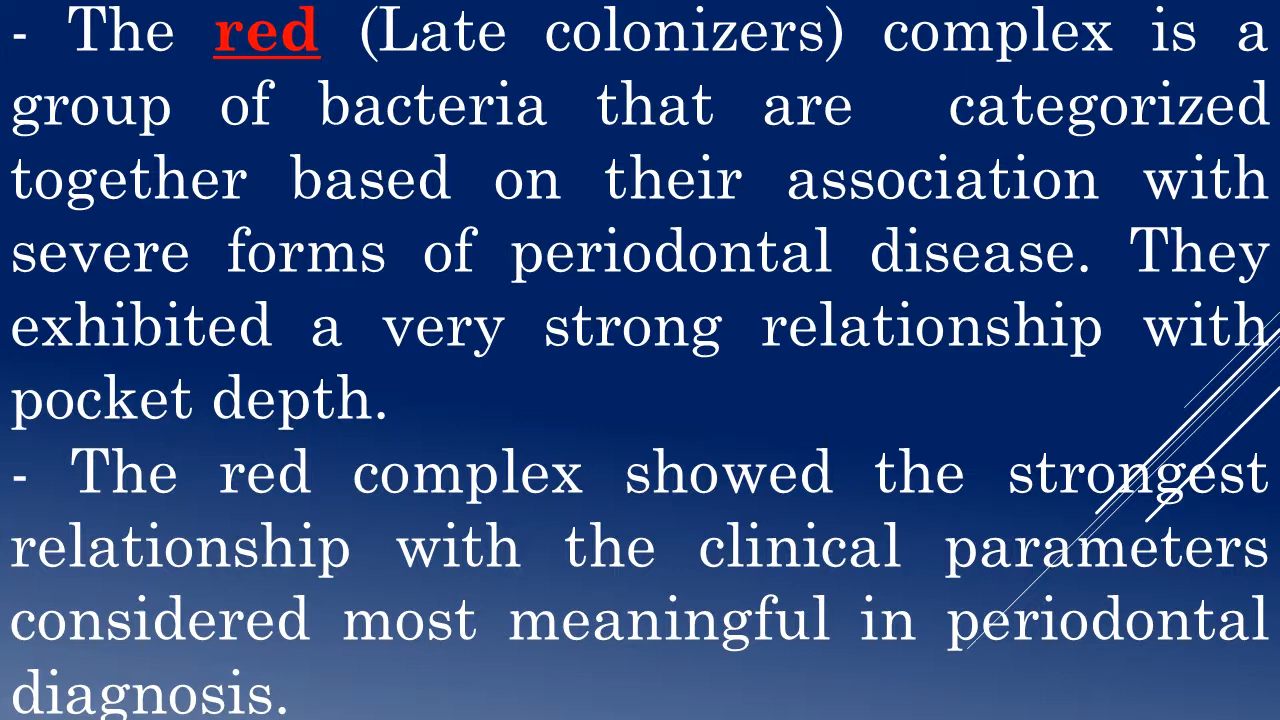 - The red (Late colonizers) complex is a
group of bacteria that are categorized
together based on their association with
severe forms of periodontal disease. They
exhibited a very strong relationship with
pocket depth.
- The red complex showed the strongest
relationship with the clinical parameters
considered most meaningful in periodontal
diagnosis.